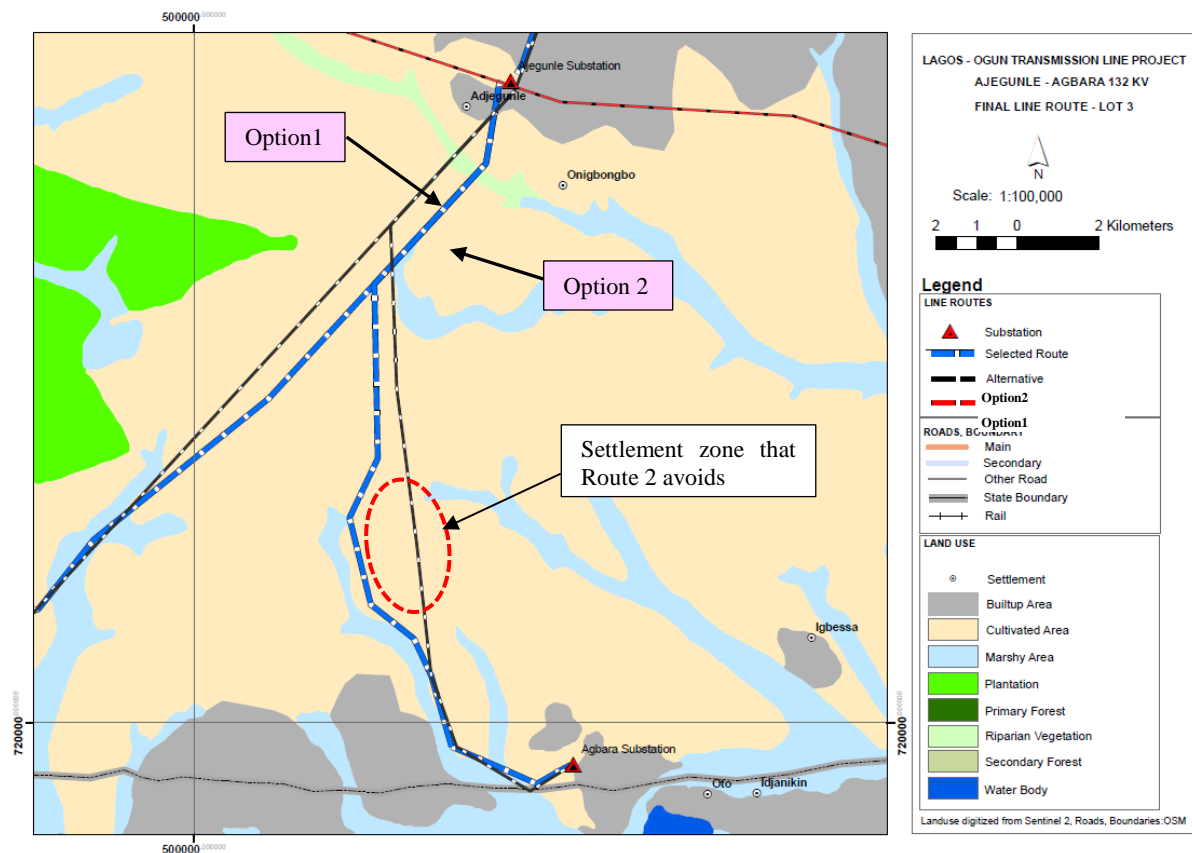 500000.000000
Ajegunle Substation
Adjegunle
Option1
Onigbongbo
Option 2
Settlement zone that
Route 2 avoids
Igbessa
720000
720000
Agbara Substation
Oto
Idjanikin
500000.000000
LAGOS - OGUN TRANSMISSION LINE PROJECT
AJEGUNLE - AGBARA 132 KV
FINAL LINE ROUTE - LOT 3
N
Scale: 1:100,000
2 1 0 2 Kilometers
Legend
LINE ROUTES
Substation
Selected Route
Alternative
Option2
Option1
ROADS, BOUNDARY
Main
Secondary
Other Road
State Boundary
Rail
LAND USE
Settlement
Builtup Area
Cultivated Area
Marshy Area
Plantation
Primary Forest
Riparian Vegetation
Secondary Forest
Water Body
Landuse digitized from Sentinel 2, Roads, Boundaries:OSM